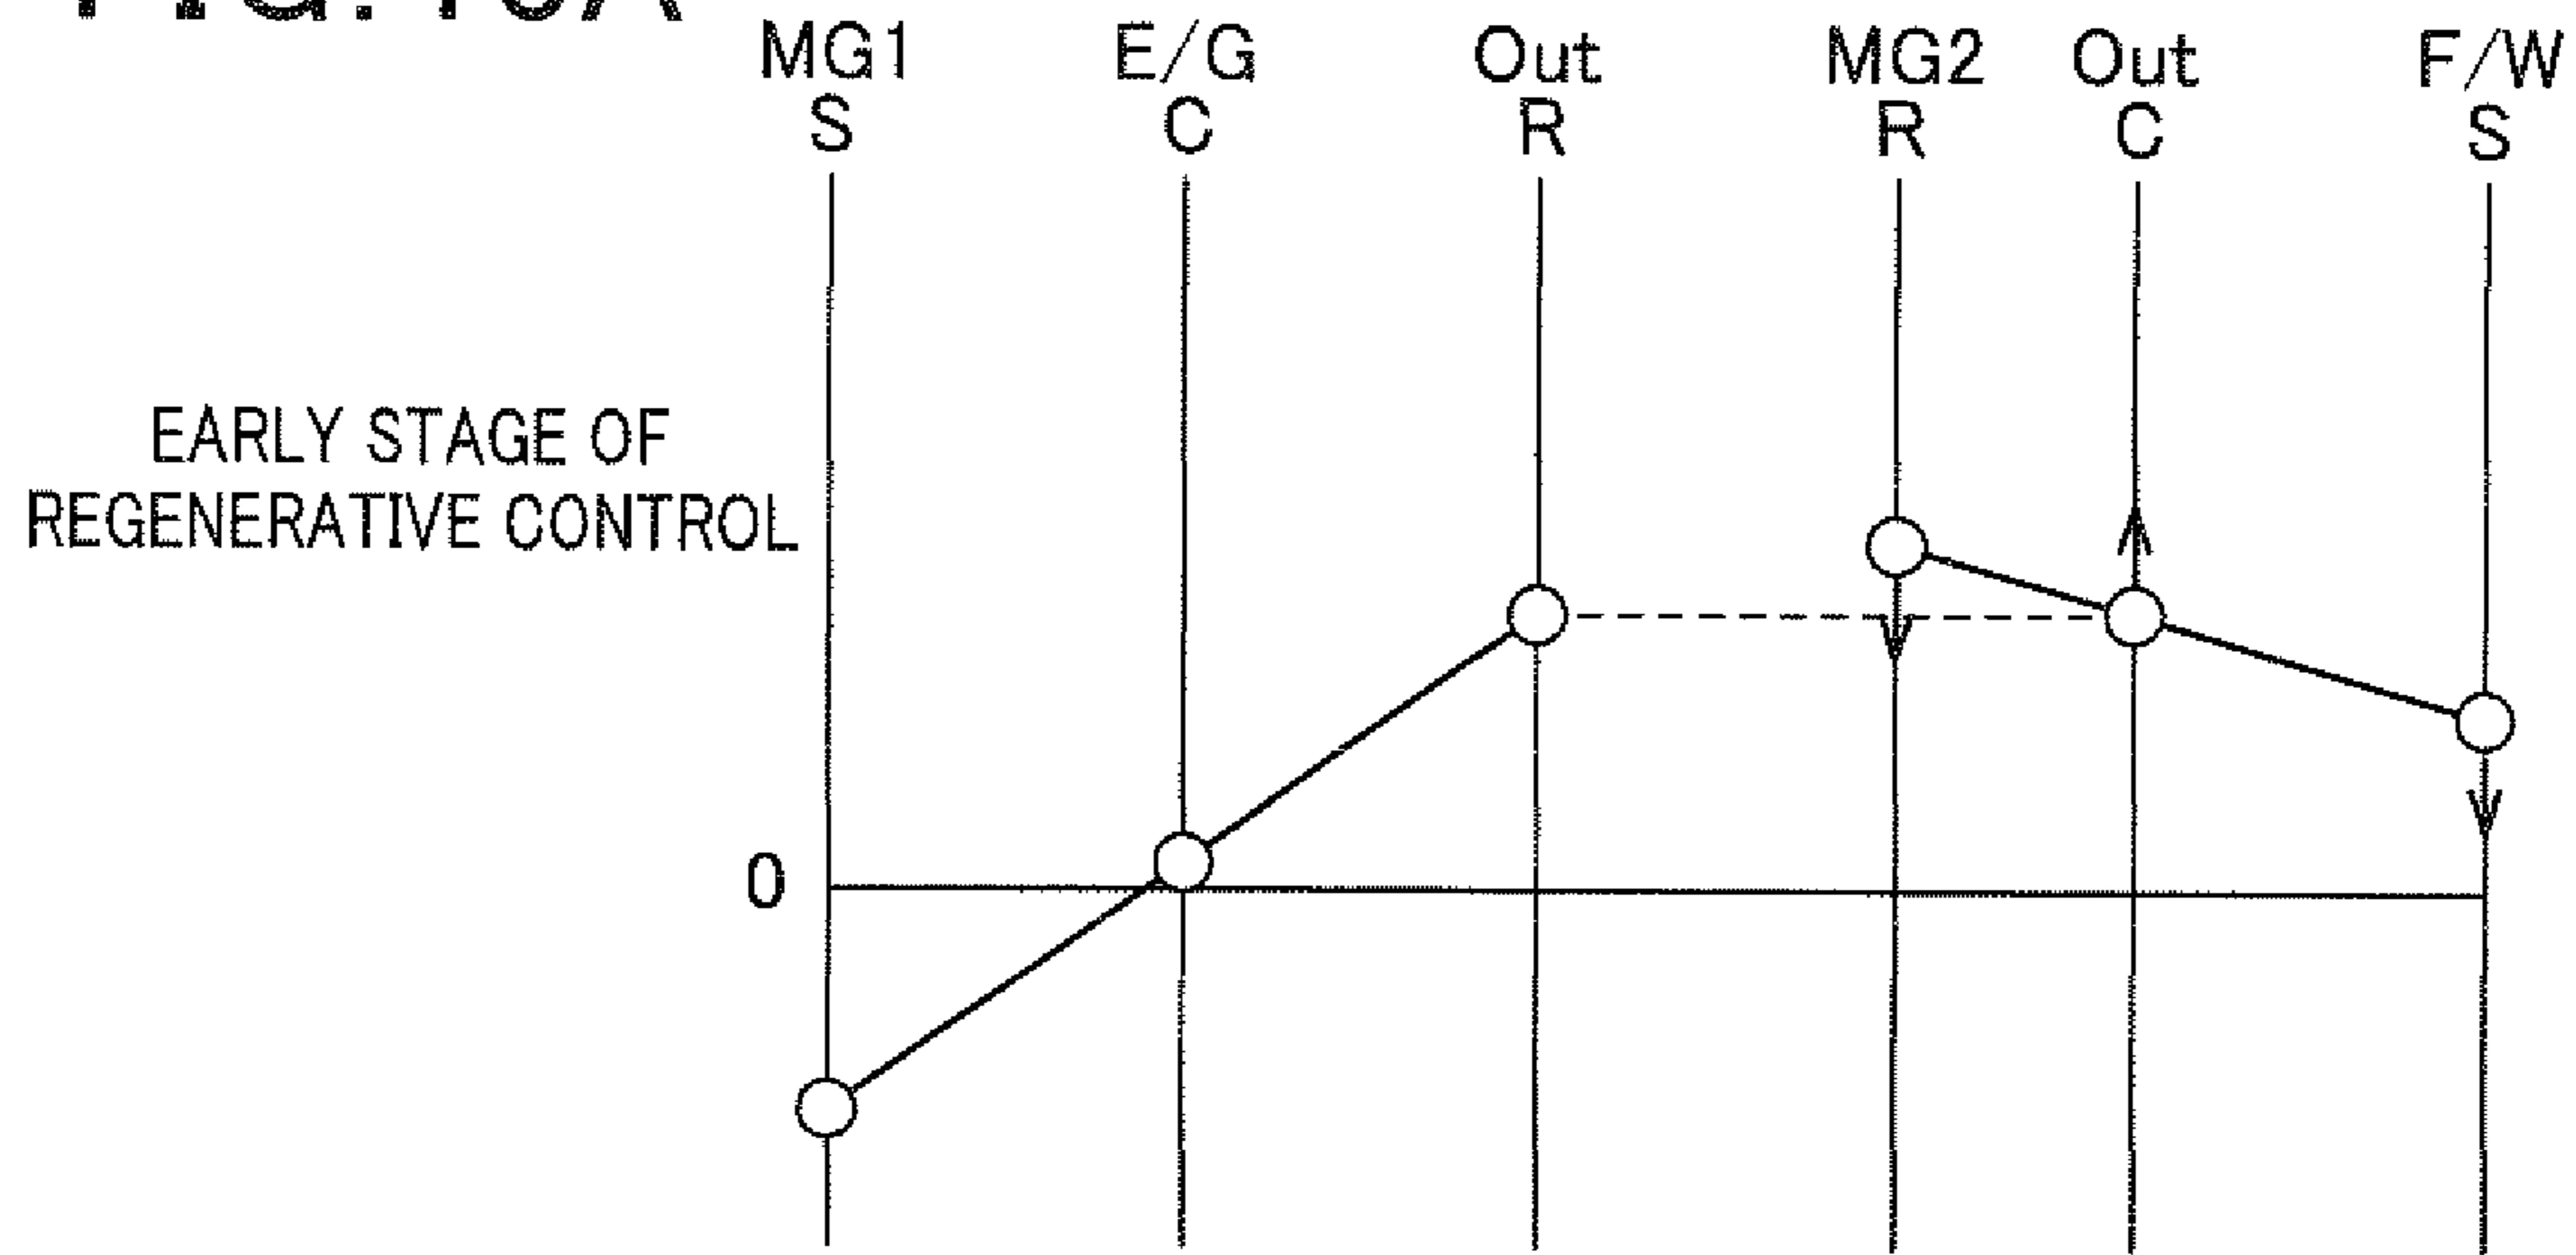 MG1 E/G Out MG2 Out F/W
S C R R C S
EARLY STAGE OF
REGENERATIVE CONTROL
0